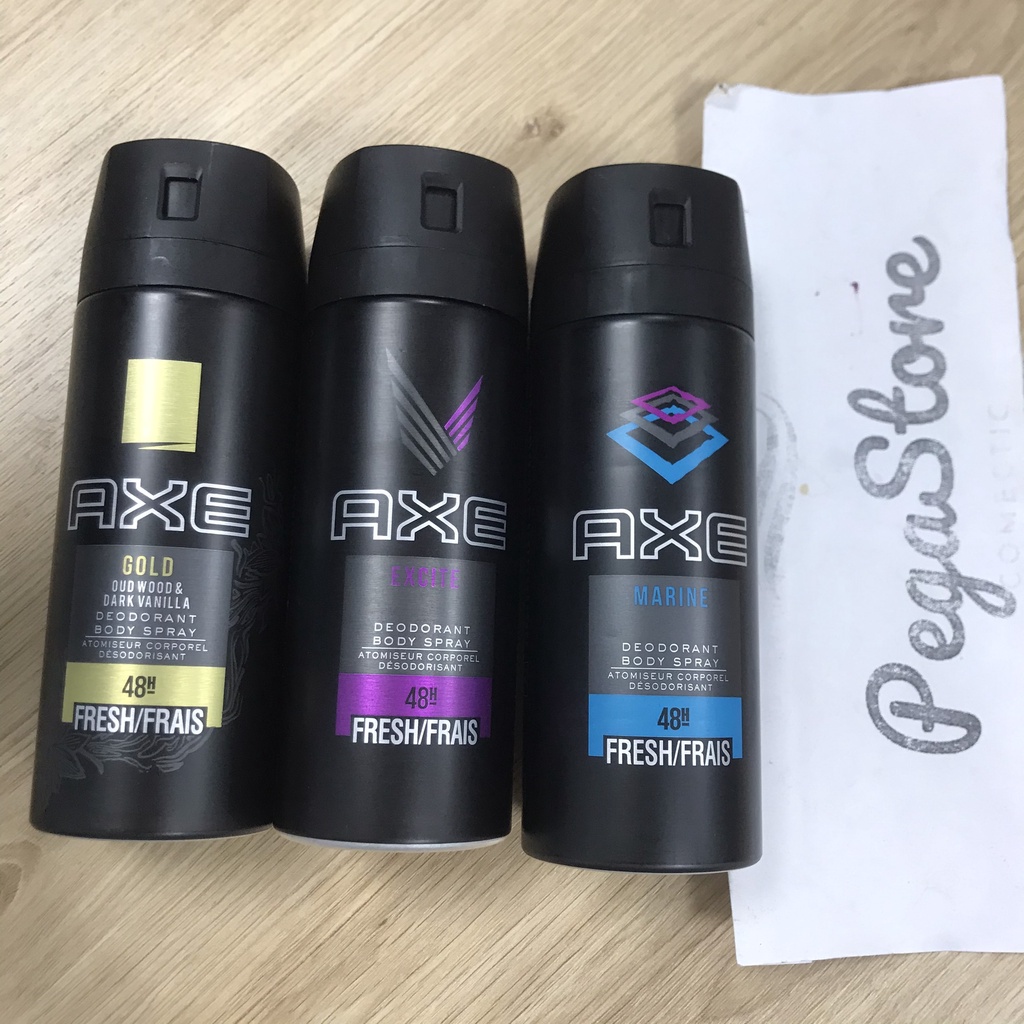 AXE
GOLD
OUD WOOD &
DARK VANILLA
DEODORANT
BODY SPRAY
ATOMISEUR CORPOREL
DÉSODORISANT
48H
FRESH/FRAIS
AXE
EXCITE
DEODORANT
BODY SPRAY
ATOMISEUR CORPOREL
DÉSODORISANT
48H
FRESH/FRAIS
AXE
MARINE
DEODORANT
BODY SPRAY
ATOMISEUR CORPOREL
DÉSODORISANT
48H
FRESH/FRAIS
PegaStore
COMECTIC